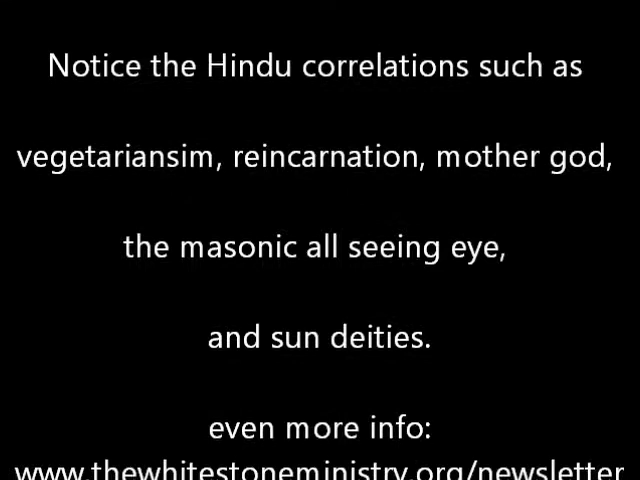 Notice the Hindu correlations such as
vegetariansim, reincarnation, mother god,
the masonic all seeing eye,
and sun deities.
even more info:
www.thewhitestoneministry.org/newsletter